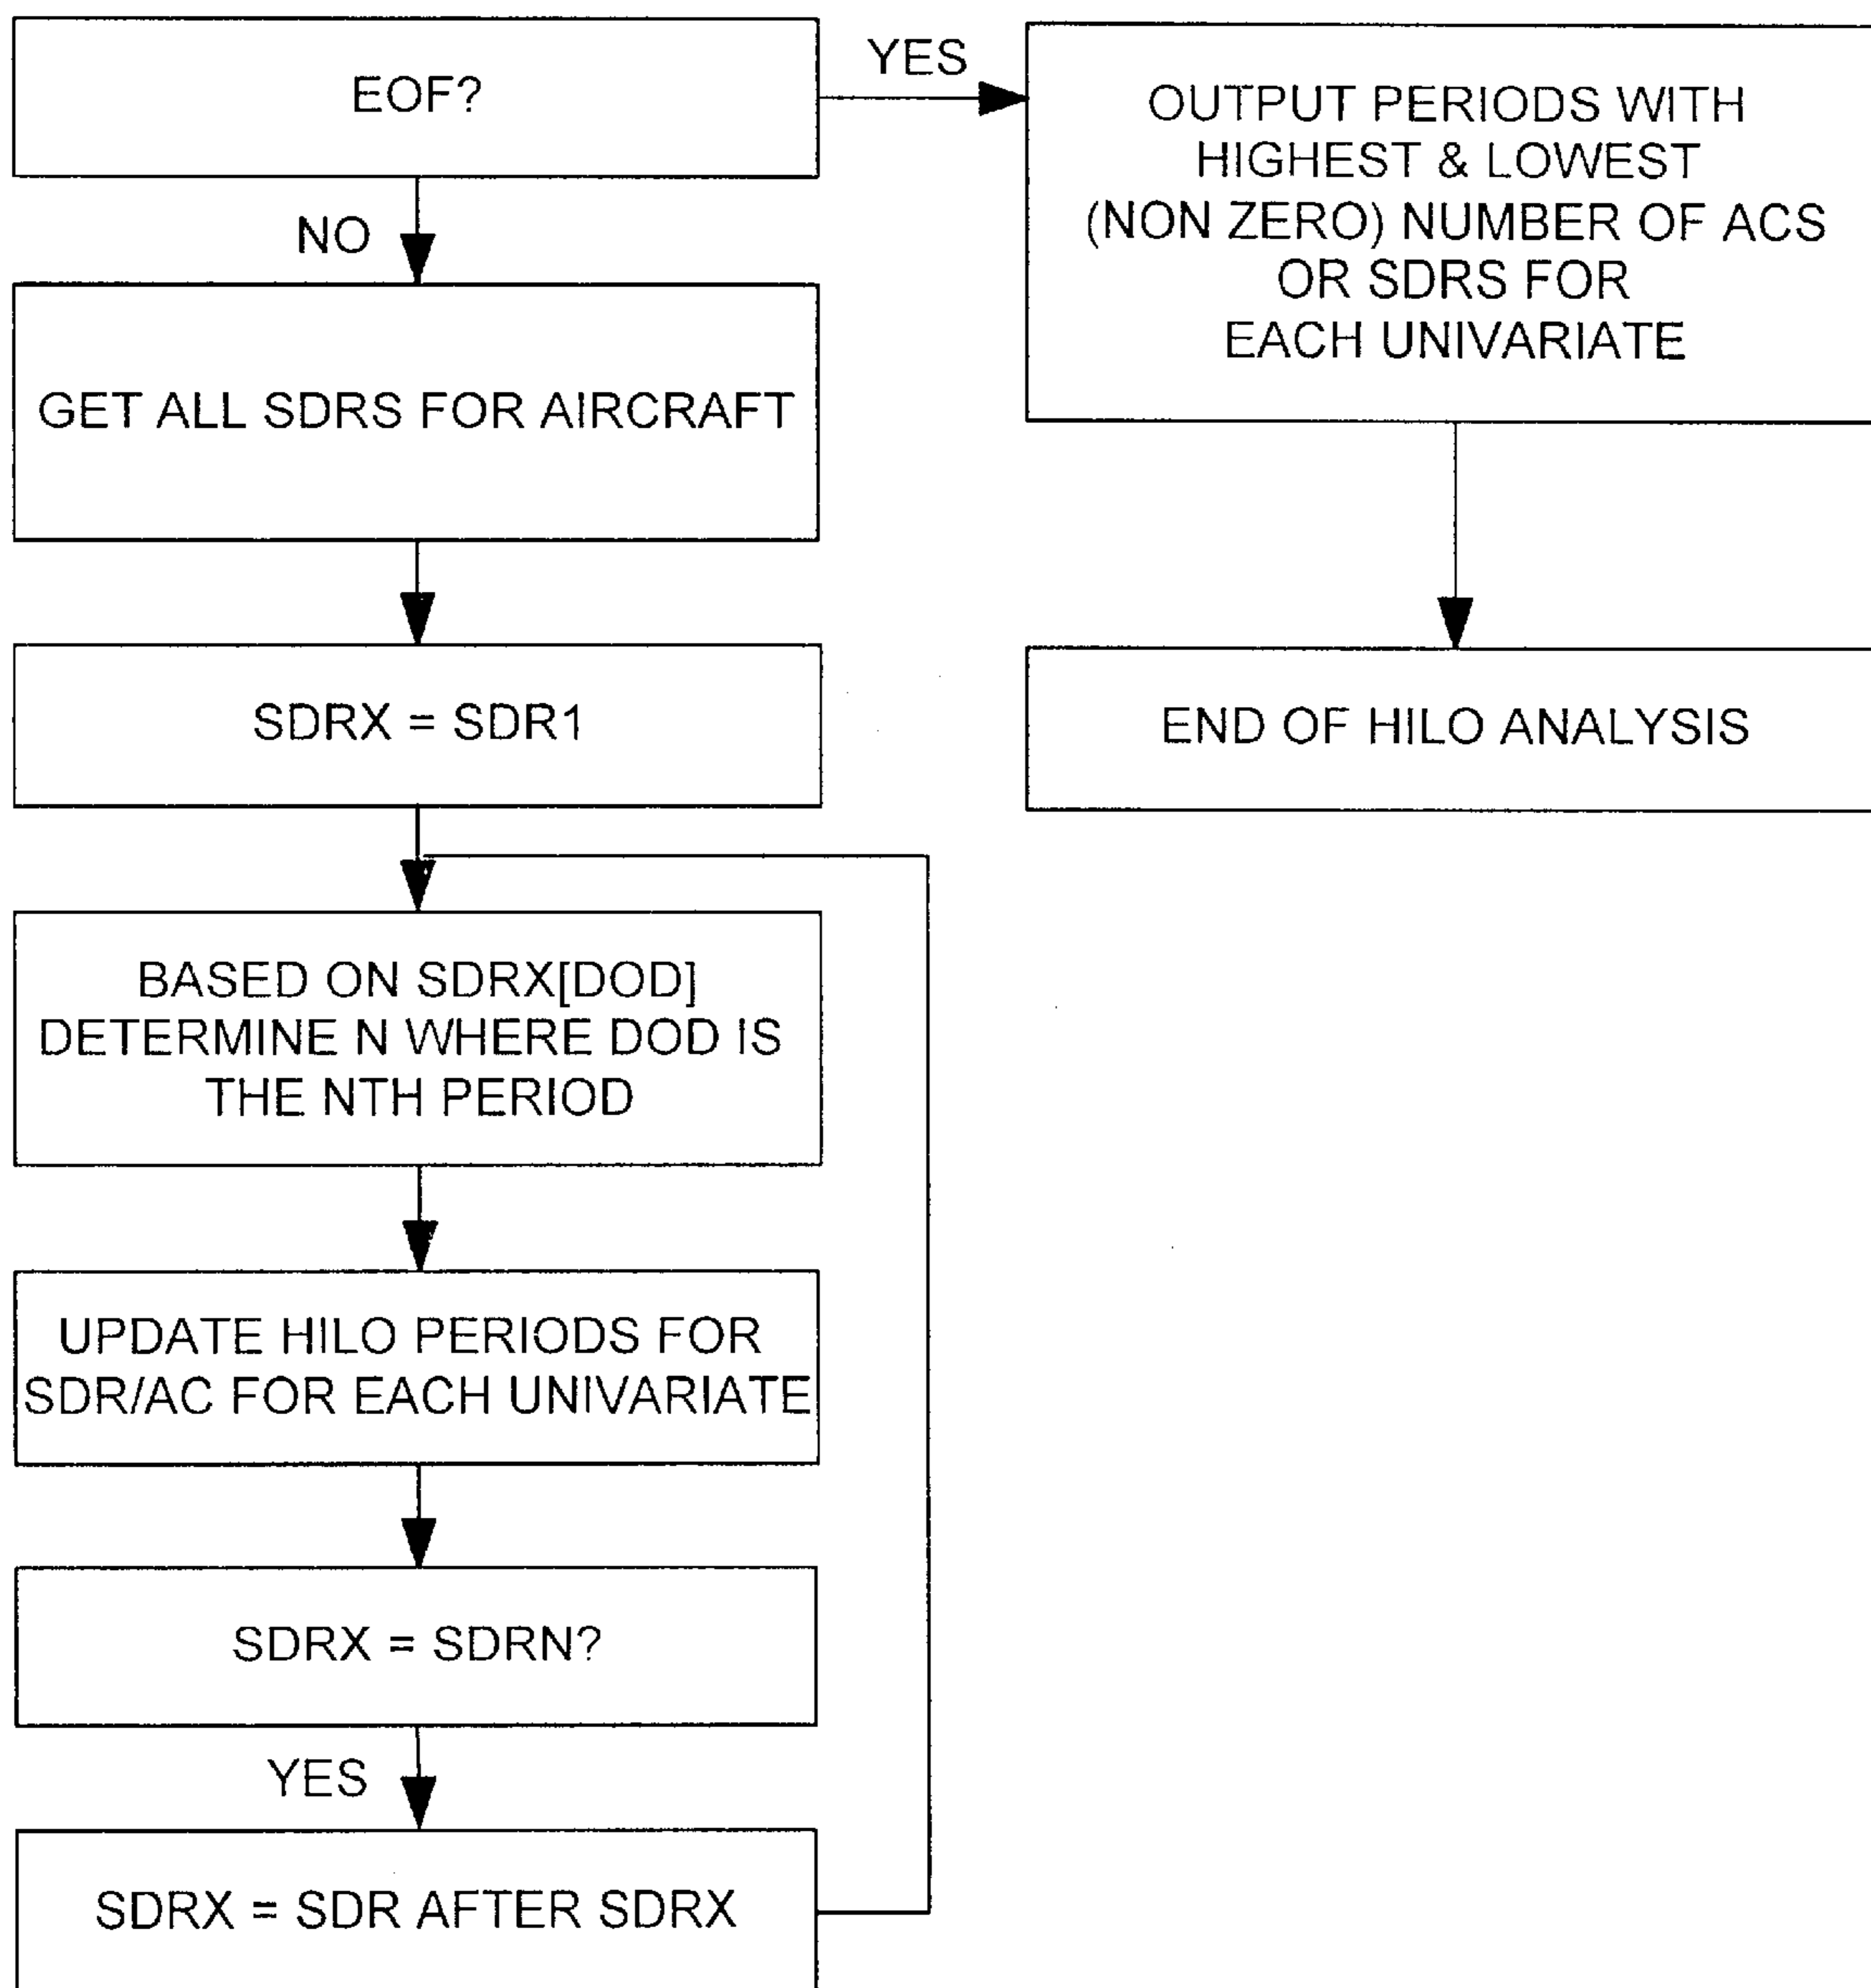 EOF?
YES
NO
OUTPUT PERIODS WITH
HIGHEST & LOWEST
(NON ZERO) NUMBER OF ACS
OR SDRS FOR
EACH UNIVARIATE
GET ALL SDRS FOR AIRCRAFT
SDRX = SDR1
END OF HILO ANALYSIS
BASED ON SDRX[DOD]
DETERMINE N WHERE DOD IS
THE NTH PERIOD
UPDATE HILO PERIODS FOR
SDR/AC FOR EACH UNIVARIATE
SDRX = SDRN?
YES
SDRX = SDR AFTER SDRX